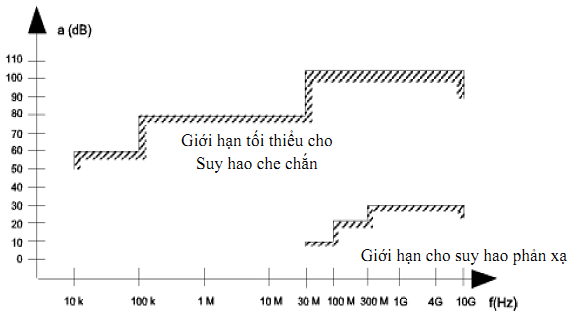 a (dB)
110
100
90
80
70
60
50
40
30
20
10
0
Giới hạn tối thiểu cho
Suy hao che chắn
Giới hạn cho suy hao phản xạ
10 k 100 k 1 M 10 M 30 M 100 M 300 M 1G 4G 10G f(Hz)